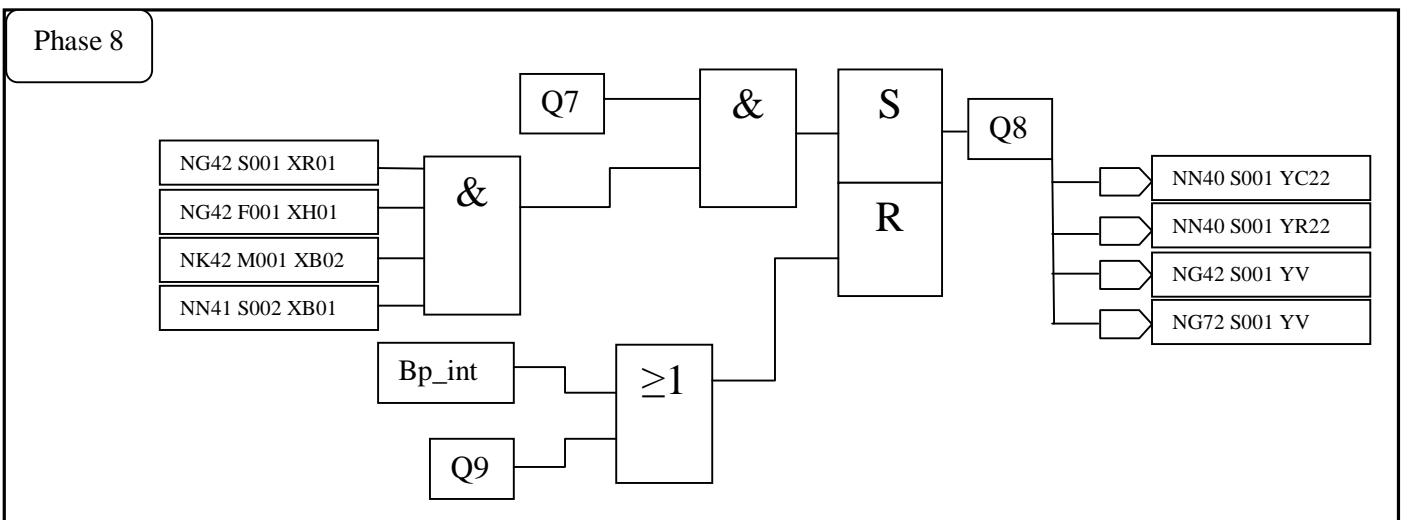 Phase 8
Q7
&
S
Q8
NG42 S001 XR01
NG42 F001 XH01
NK42 M001 XB02
NN41 S002 XB01
&
R
NN40 S001 YC22
NN40 S001 YR22
NG42 S001 YV
NG72 S001 YV
Bp_int
≥1
Q9